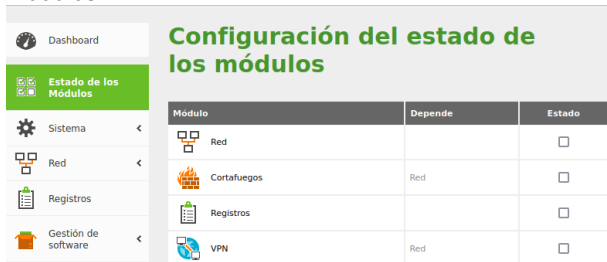 Dashboard
Configuración del estado de
los módulos
Estado de los
Módulos
Sistema
Red
Registros
Gestión de
software
Módulo Depende Estado
Red
Cortafuegos Red
Registros
VPN Red